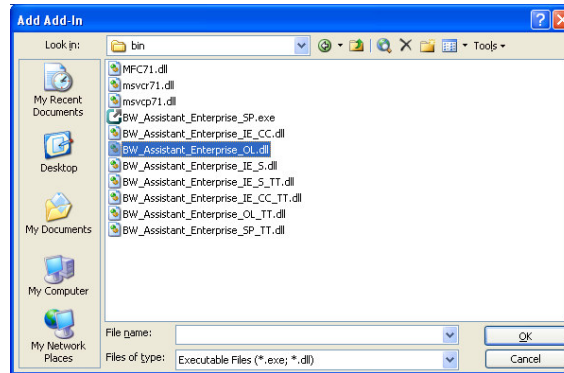 Add Add-In
Look in:
bin
Tools
My Recent
Documents
Desktop
My Documents
My Computer
My Network
Places
MFC71.dll
msvcr71.dll
msvcp71.dll
BW_Assistant_Enterprise_SP.exe
BW_Assistant_Enterprise_IE_CC.dll
BW_Assistant_Enterprise_OL.dll
BW_Assistant_Enterprise_IE_S.dll
BW_Assistant_Enterprise_IE_S_TT.dll
BW_Assistant_Enterprise_IE_CC_TT.dll
BW_Assistant_Enterprise_OL_TT.dll
BW_Assistant_Enterprise_SP_TT.dll
File name:
OK
Files of type:
Executable Files (*.exe; *.dll)
Cancel